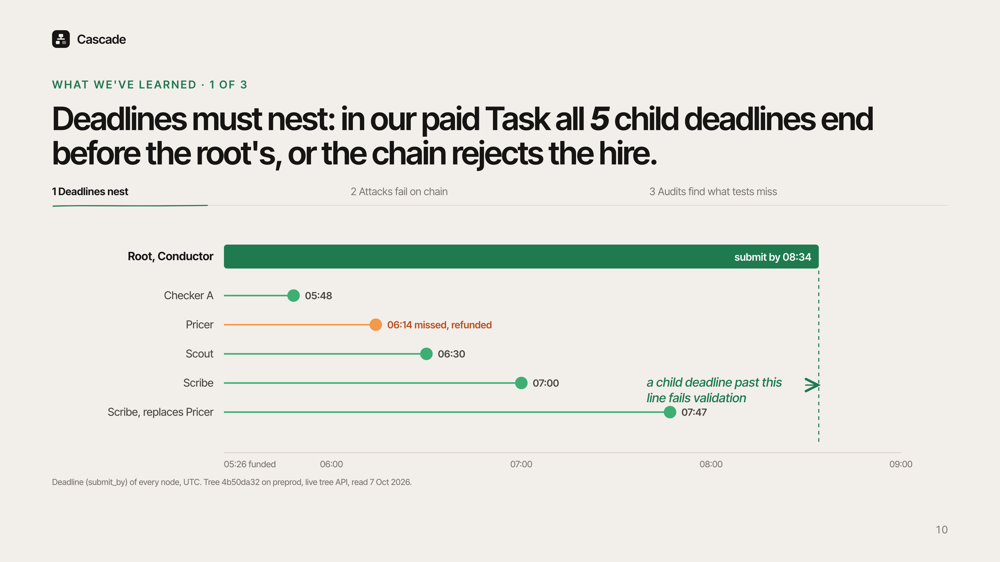 Cascade
WHAT WE'VE LEARNED · 1 OF 3
Deadlines must nest: in our paid Task all 5 child deadlines end
before the root's, or the chain rejects the hire.
1 Deadlines nest
2 Attacks fail on chain
3 Audits find what tests miss
Root, Conductor
submit by 08:34
Checker A
05:48
Pricer
06:14 missed, refunded
Scout
06:30
Scribe
07:00
a child deadline past this
line fails validation
Scribe, replaces Pricer
07:47
05:26 funded
06:00
07:00
08:00
09:00
Deadline (submit_by) of every node, UTC. Tree 4b50da32 on preprod, live tree API, read 7 Oct 2026.
10